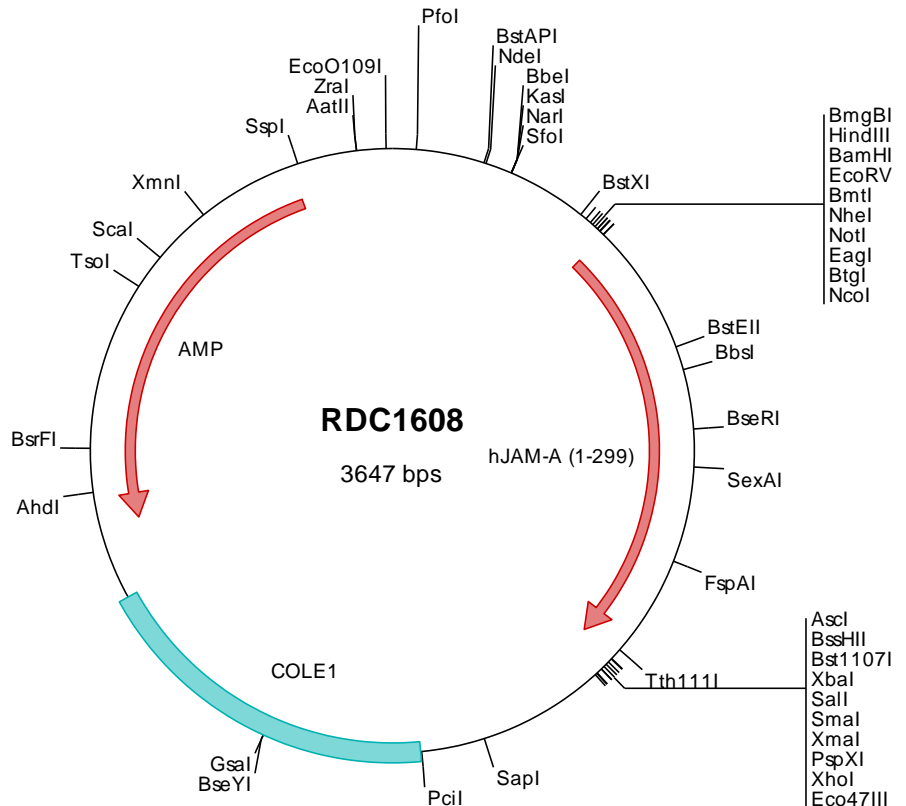 PfoI
BstAPI
NdeI
EcoO109I
BbeI
ZraI
KasI
AatII
NarI
SfoI
SspI
BmgBI
HindIII
BamHI
EcoRV
BmtI
NheI
NotI
EagI
BtgI
NcoI
XmnI
BstXI
ScaI
TsoI
BstEII
BbsI
AMP
RDC1608
3647 bps
BseRI
hJAM-A (1-299)
BsrFI
SexAI
AhdI
FspAI
AscI
BssHII
Bst1107I
XbaI
SalI
SmaI
XmaI
PspXI
XhoI
Eco47III
Tth111I
COLE1
GsaI
BseYI
SapI
PciI